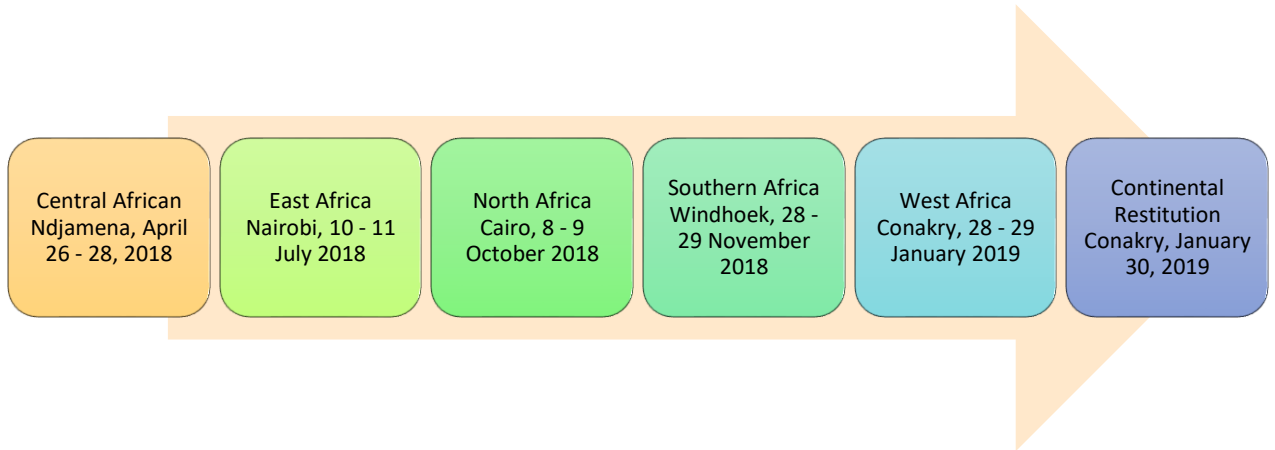 Central African
Ndjamena, April
26 - 28, 2018
East Africa
Nairobi, 10 - 11
July 2018
North Africa
Cairo, 8 - 9
October 2018
Southern Africa
Windhoek, 28 -
29 November
2018
West Africa
Conakry, 28 - 29
January 2019
Continental
Restitution
Conakry, January
30, 2019